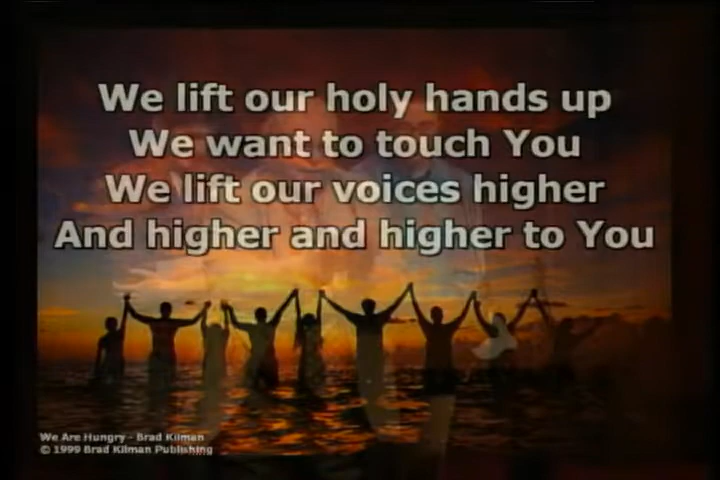 We lift our holy hands up
We want to touch You
We lift our voices higher
And higher and higher to You
We Are Hungry - Brad Kilman
© 1999 Brad Kilman Publishing